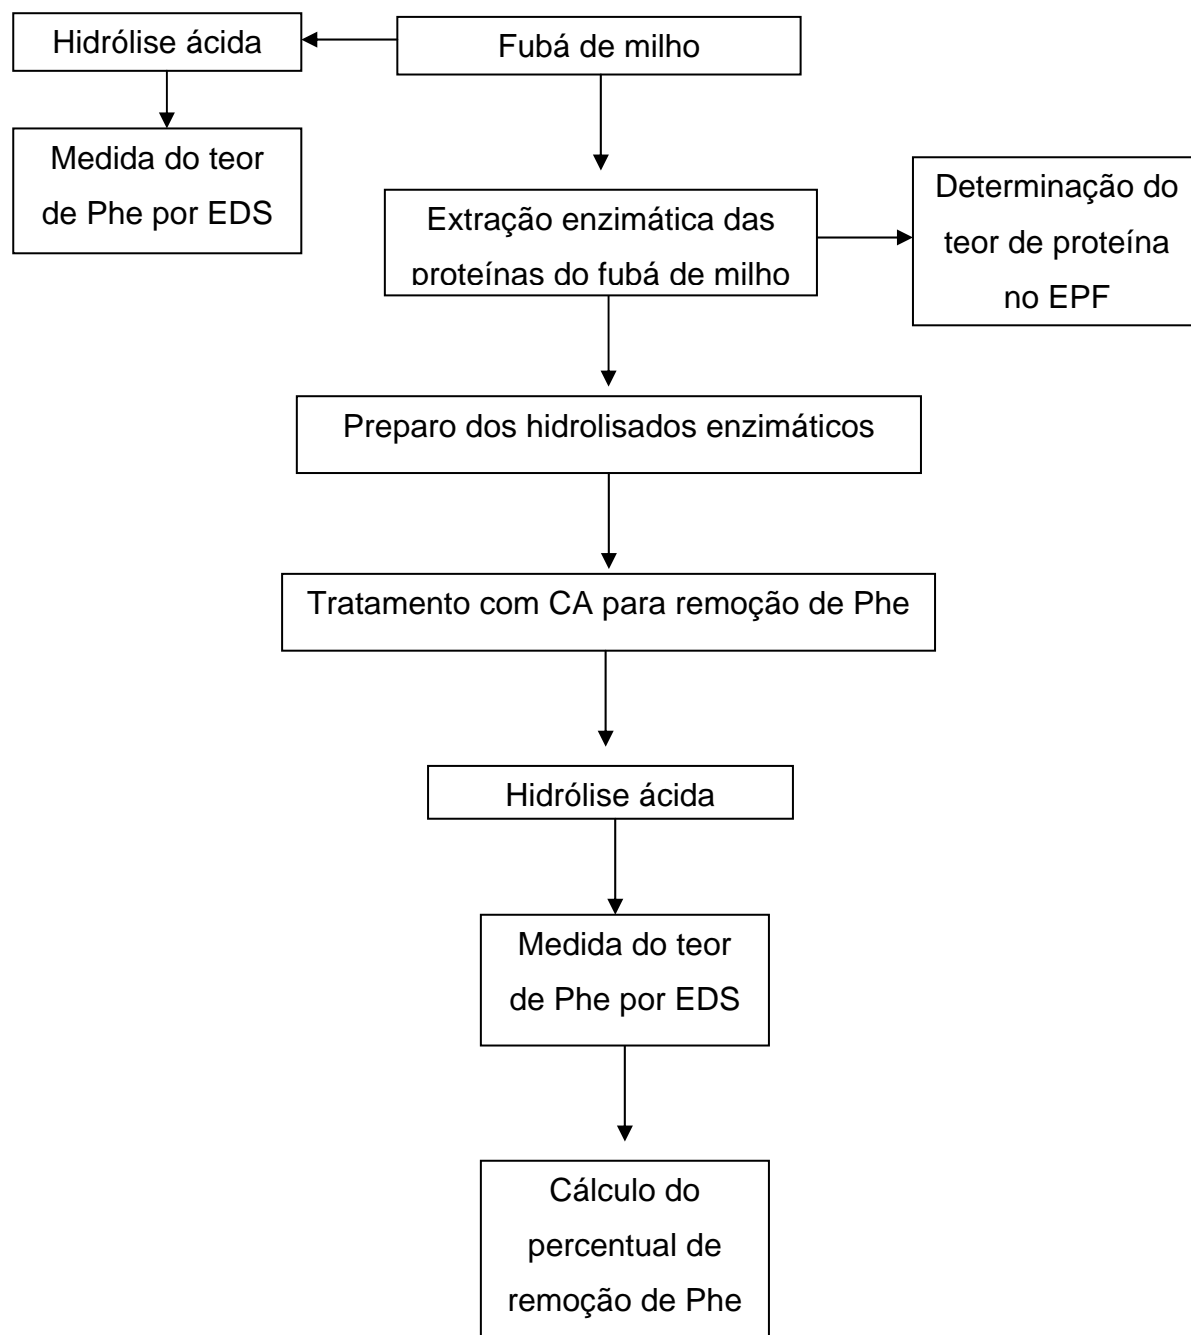 Hidrólise ácida
Fubá de milho
Medida do teor
de Phe por EDS
Extração enzimática das
proteínas do fubá de milho
Determinação do
teor de proteína
no EPF
Preparo dos hidrolisados enzimáticos
Tratamento com CA para remoção de Phe
Hidrólise ácida
Medida do teor
de Phe por EDS
Cálculo do
percentual de
remoção de Phe